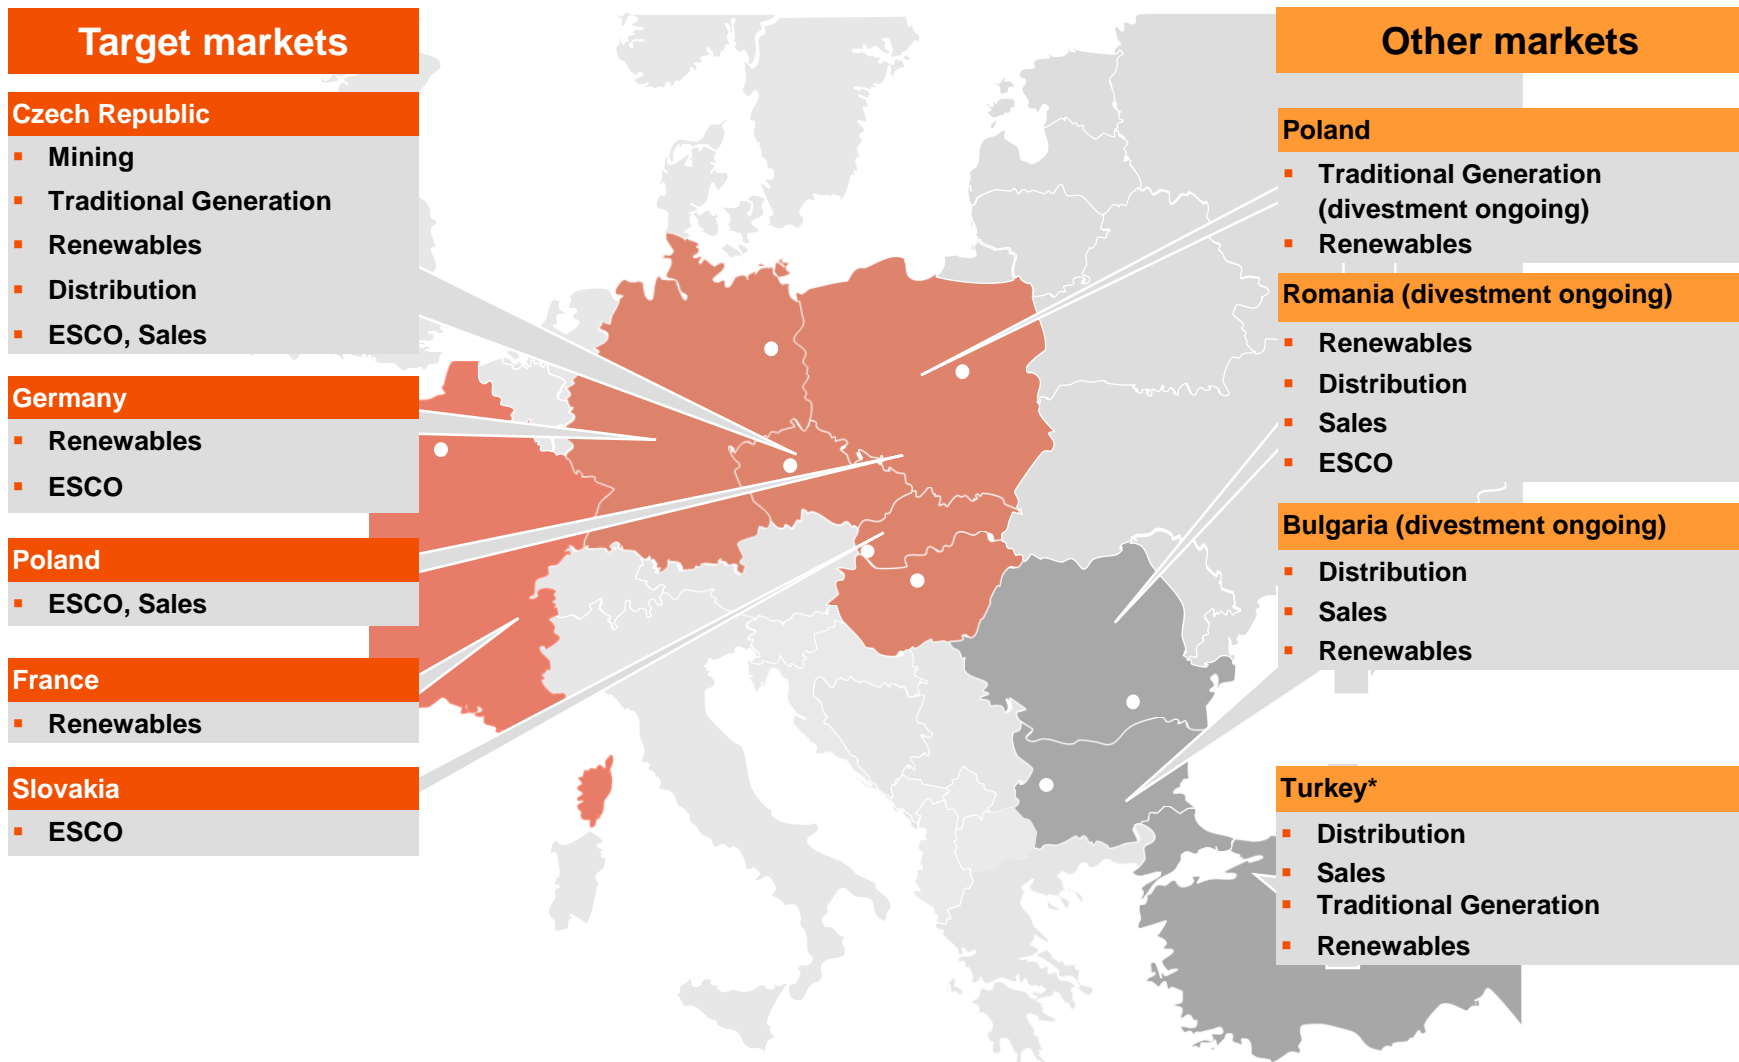 Target markets
Czech Republic
▪ Mining
▪ Traditional Generation
▪ Renewables
▪ Distribution
▪ ESCO, Sales
Germany
▪ Renewables
▪ ESCO
Poland
▪ ESCO, Sales
France
▪ Renewables
Slovakia
▪ ESCO
Other markets
Poland
▪ Traditional Generation
(divestment ongoing)
▪ Renewables
Romania (divestment ongoing)
▪ Renewables
▪ Distribution
▪ Sales
▪ ESCO
Bulgaria (divestment ongoing)
▪ Distribution
▪ Sales
▪ Renewables
Turkey*
▪ Distribution
▪ Sales
▪ Traditional Generation
▪ Renewables